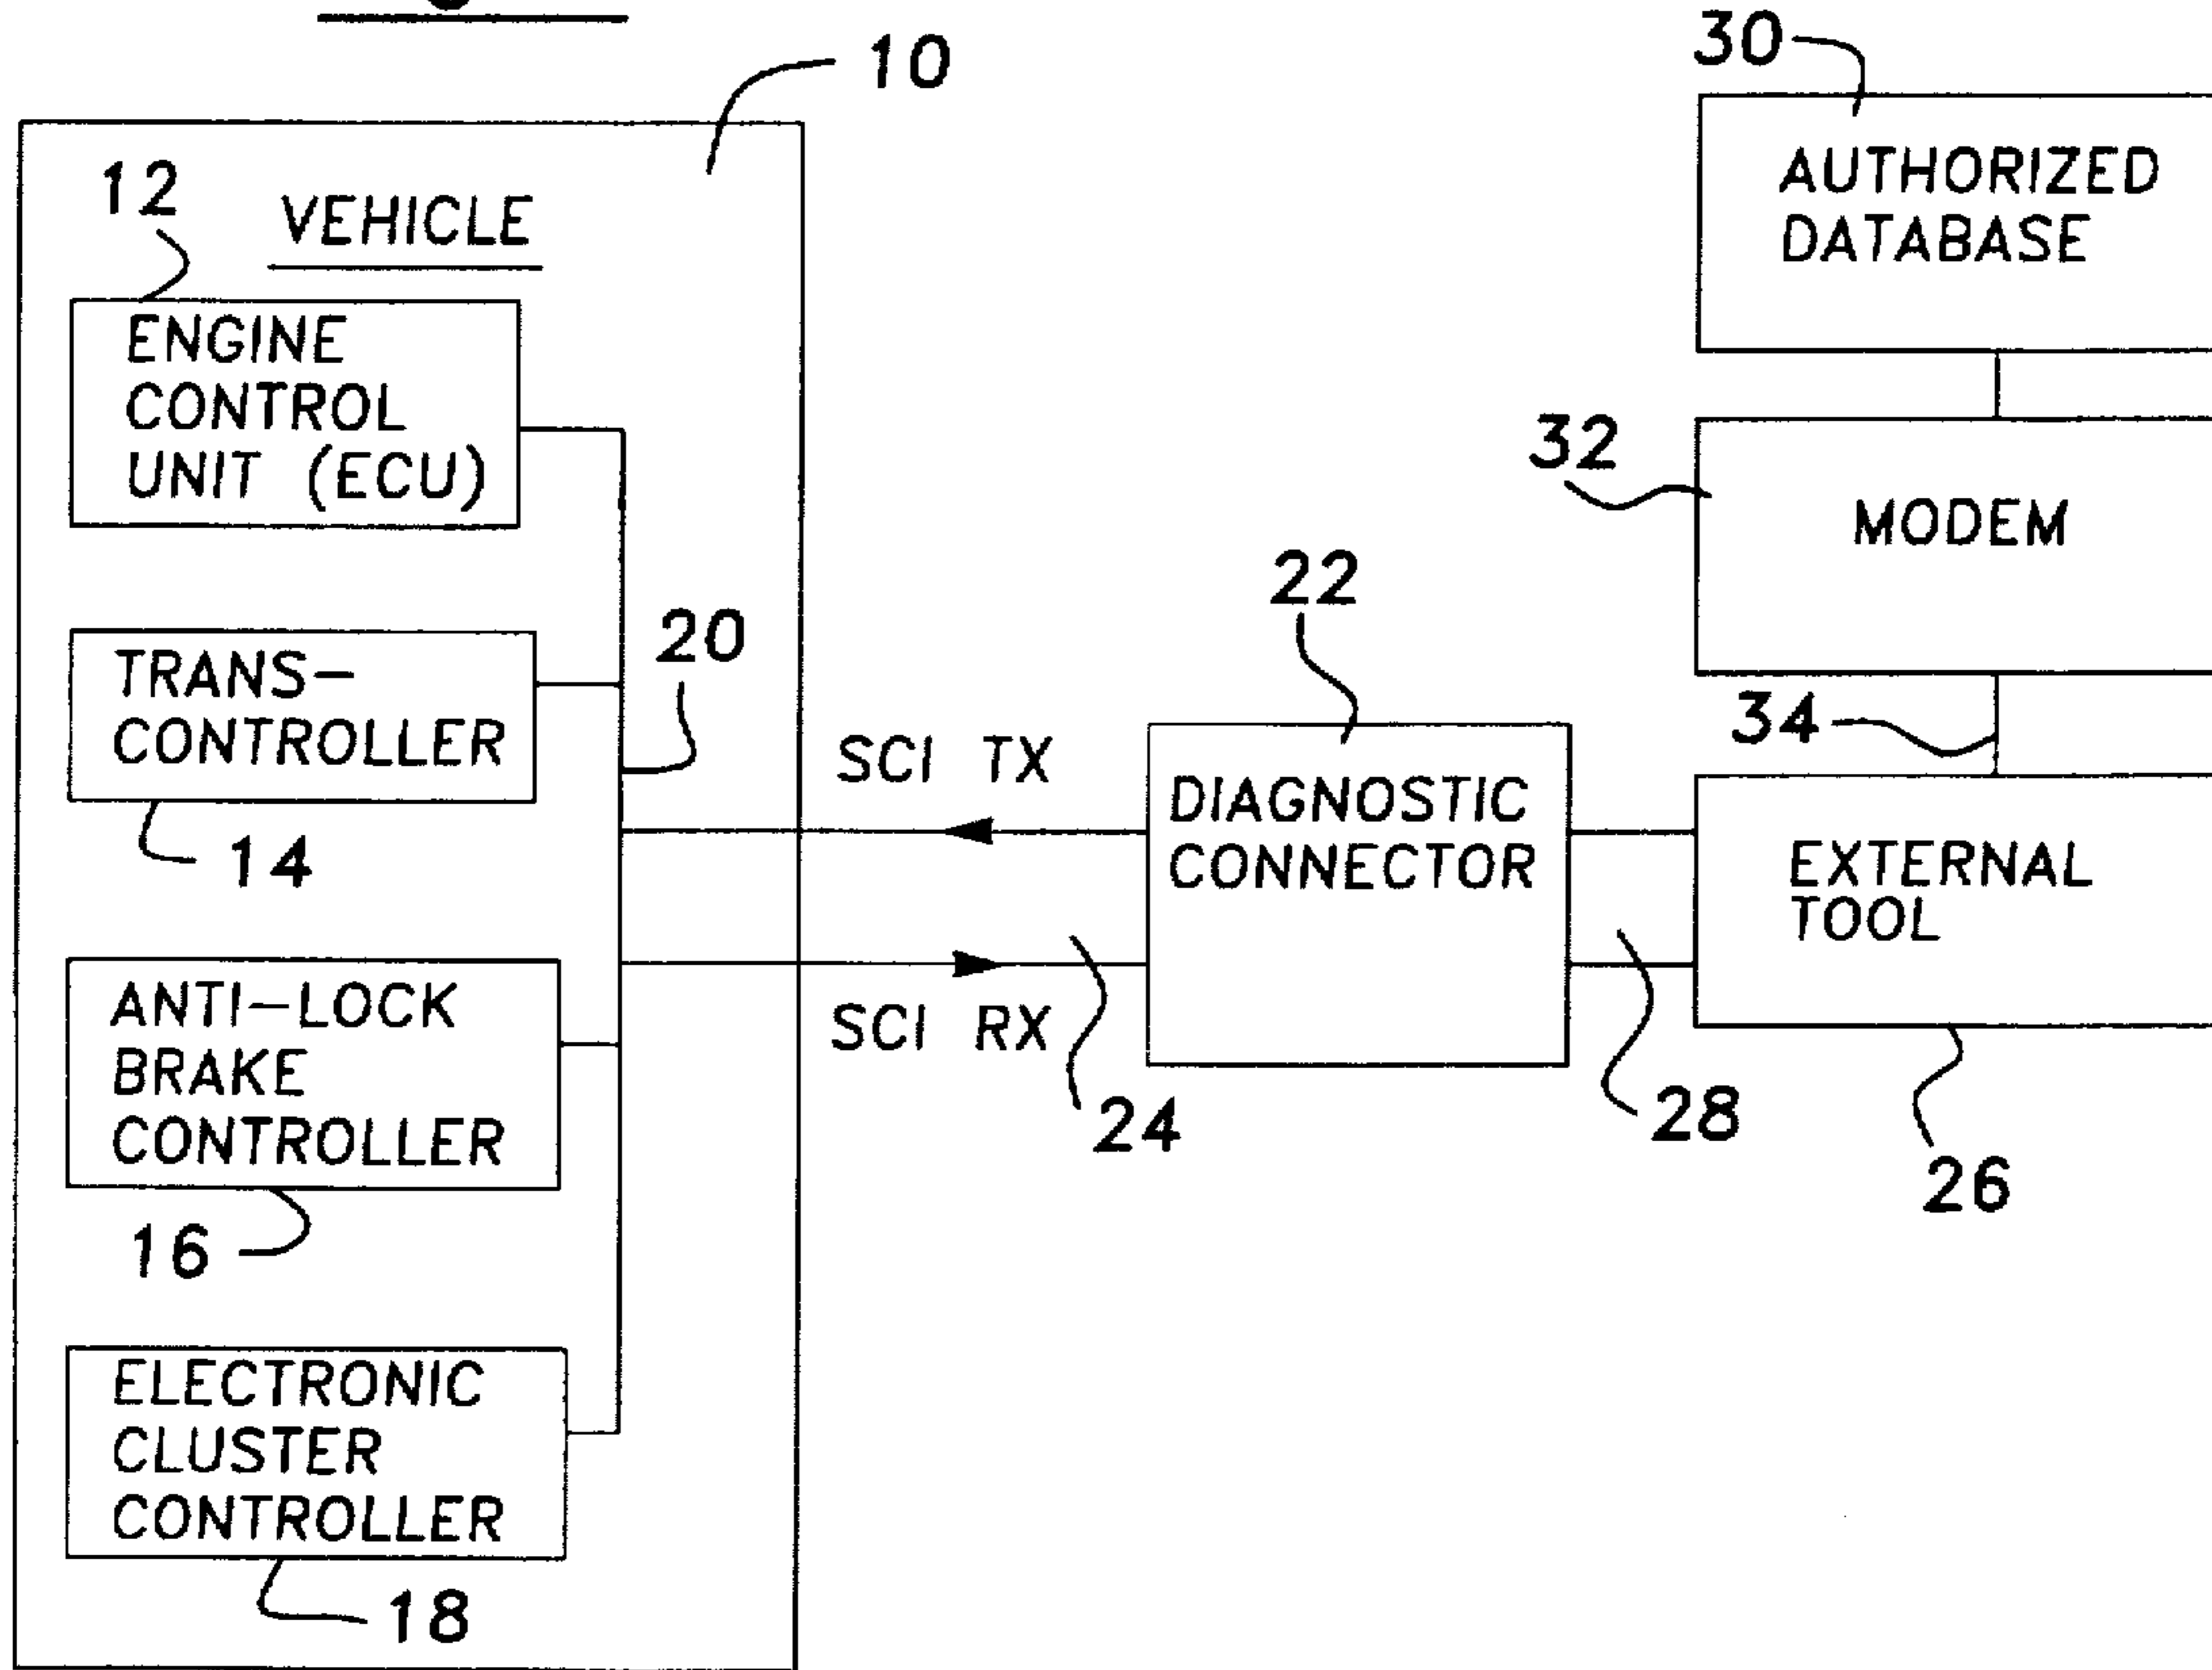 10
30
12
VEHICLE
AUTHORIZED
DATABASE
ENGINE
CONTROL
UNIT (ECU)
32
MODEM
22
20
34
TRANS-
CONTROLLER
14
SCI TX
DIAGNOSTIC
CONNECTOR
EXTERNAL
TOOL
SCI RX
24
28
26
ANTI-LOCK
BRAKE
CONTROLLER
16
ELECTRONIC
CLUSTER
CONTROLLER
18